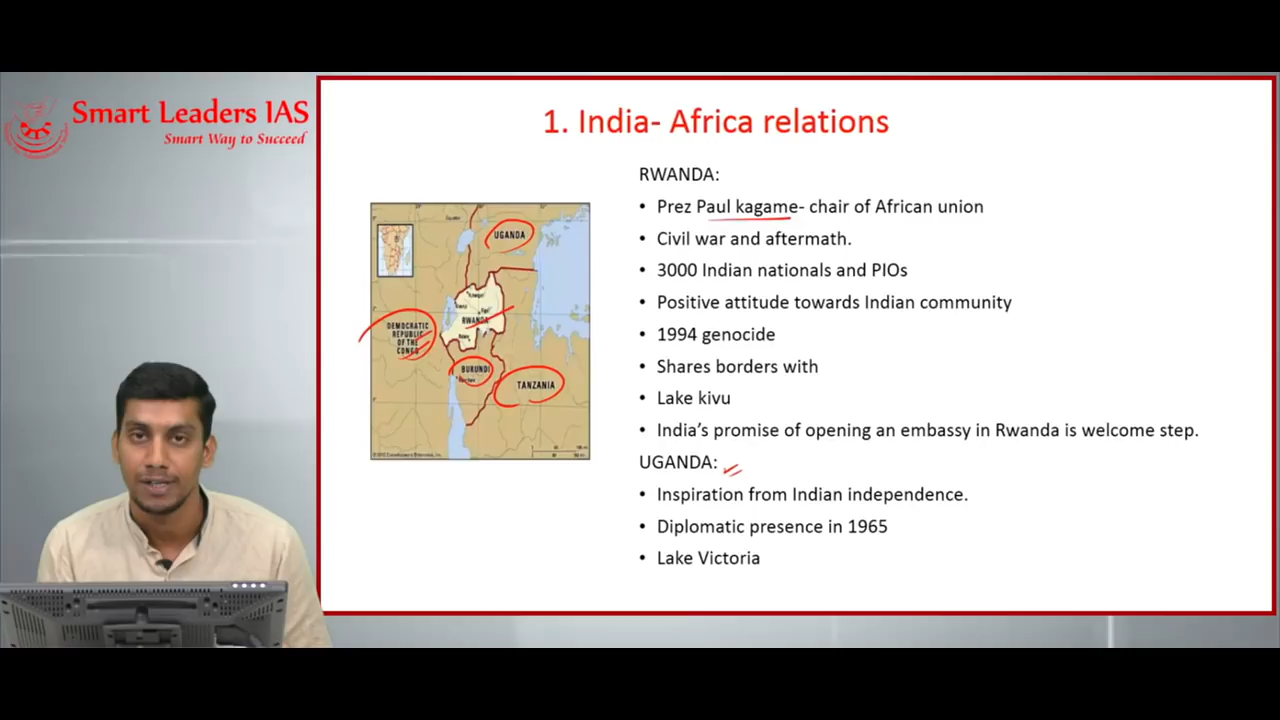 Smart Leaders IAS
Smart Way to Succeed
1. India- Africa relations
RWANDA:
• Prez Paul kagame- chair of African union
• Civil war and aftermath.
• 3000 Indian nationals and PIOs
• Positive attitude towards Indian community
• 1994 genocide
• Shares borders with
• Lake kivu
• India’s promise of opening an embassy in Rwanda is welcome step.
UGANDA:
• Inspiration from Indian independence.
• Diplomatic presence in 1965
• Lake Victoria
UGANDA
RWANDA
DEMOCRATIC
REPUBLIC
OF THE
CONGO
BURUNDI
TANZANIA